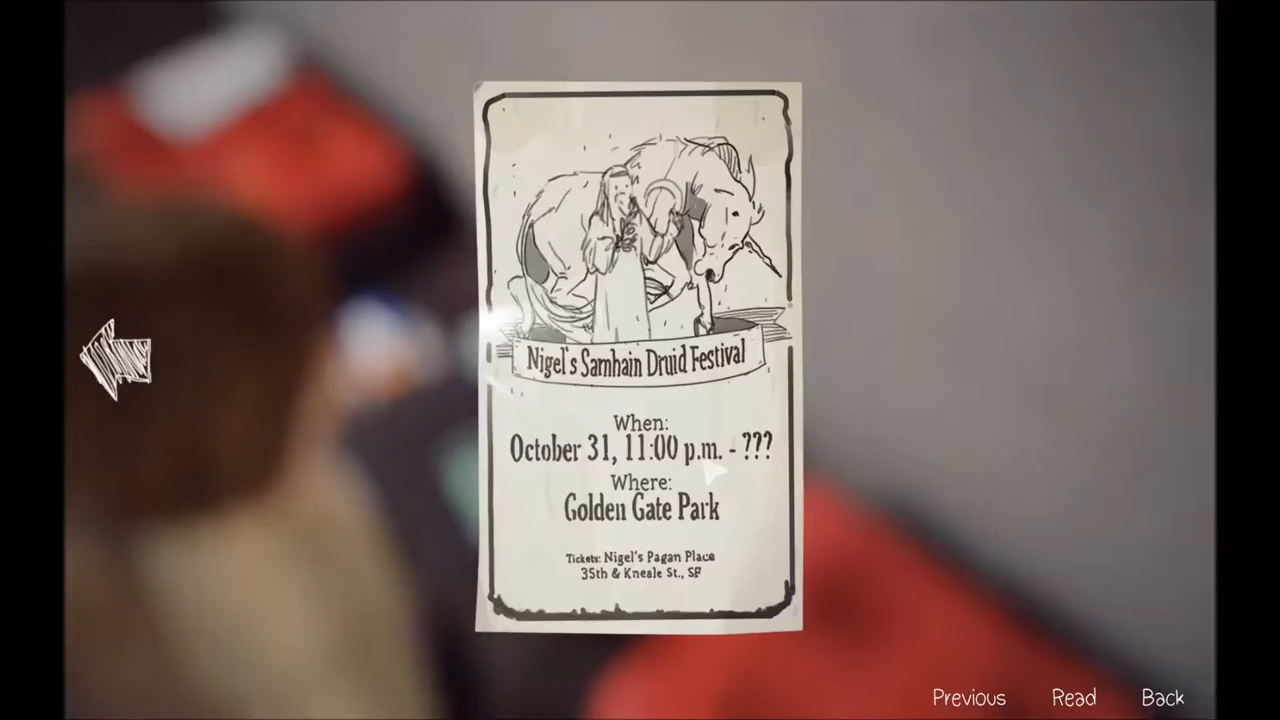 Nigel's Samhain Druid Festival
When:
October 31, 11:00 p.m. - ???
Where:
Golden Gate Park
Tickets: Nigel's Pagan Place
35th & Kneale St., SF
Previous Read Back